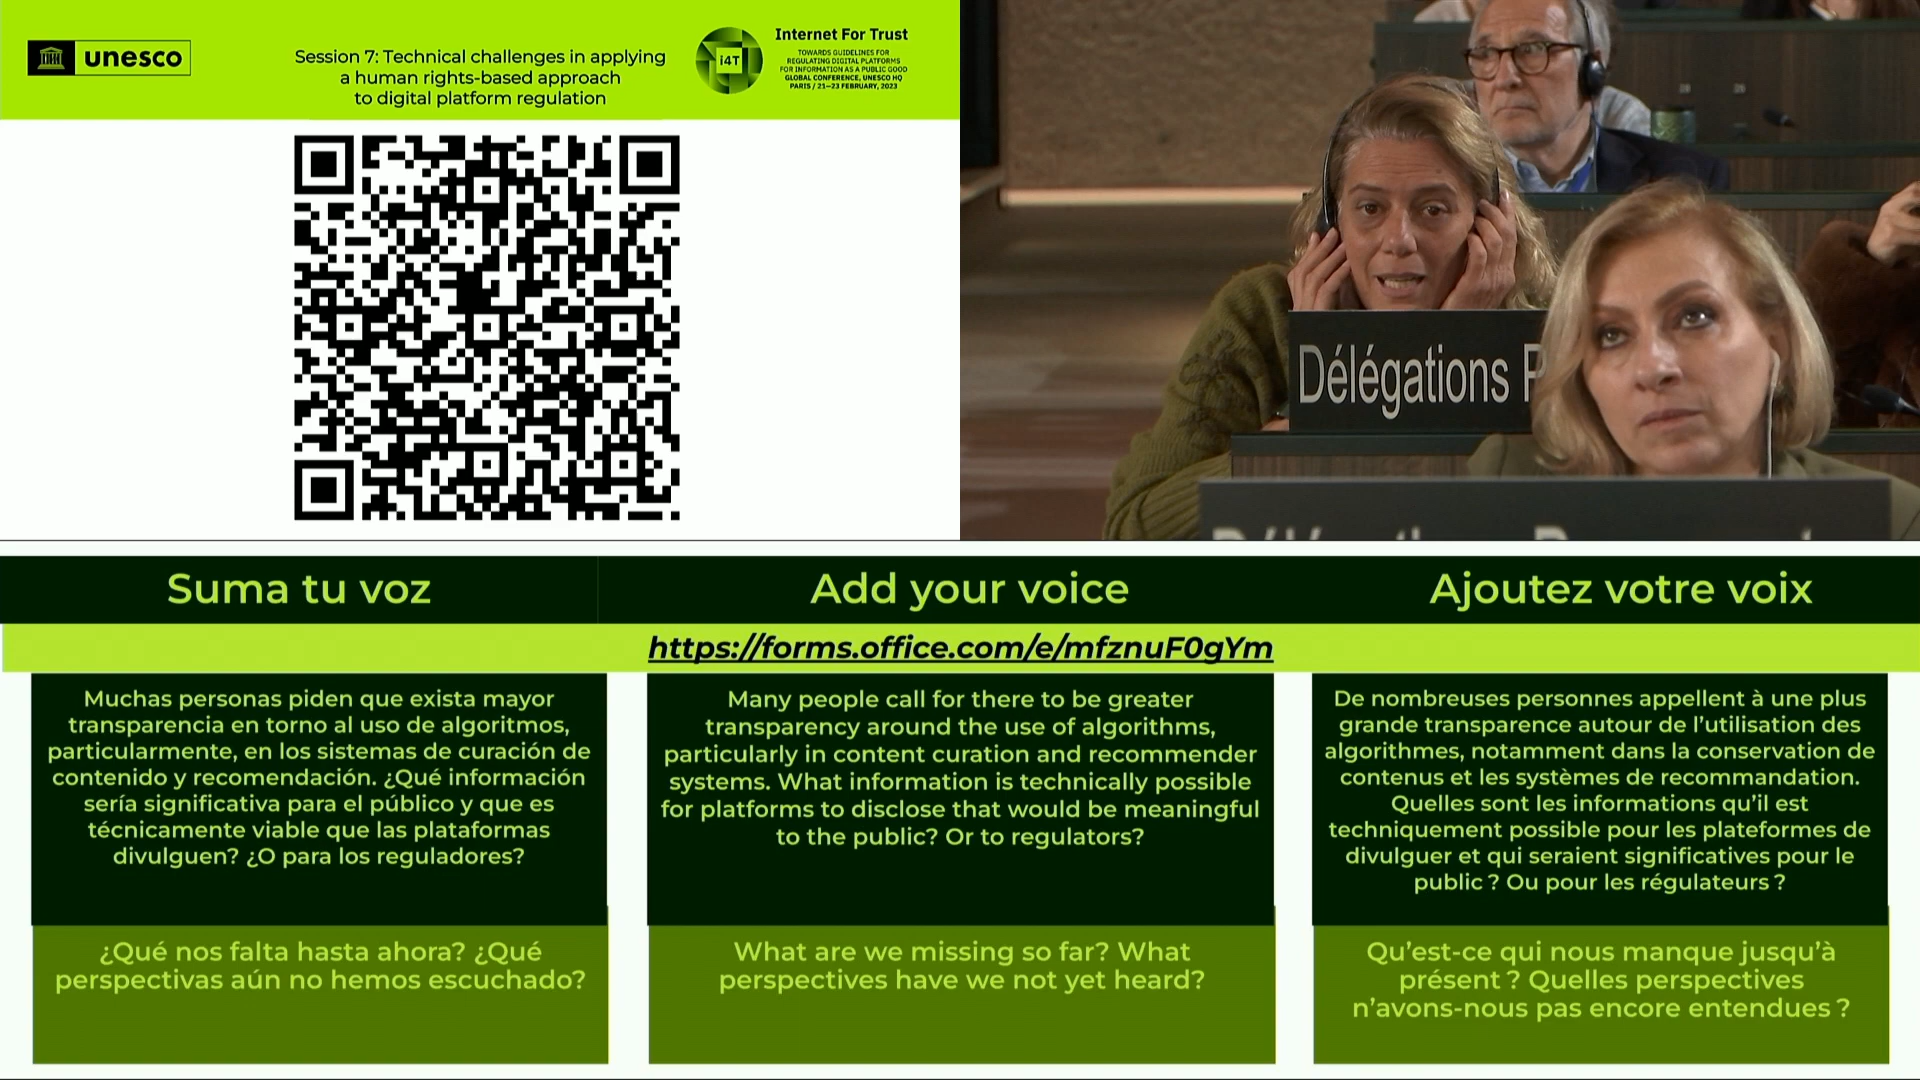 unesco
Session 7: Technical challenges in applying
a human rights-based approach
to digital platform regulation
i4T
Internet For Trust
TOWARDS GUIDELINES FOR
REGULATING DIGITAL PLATFORMS
FOR INFORMATION AS A PUBLIC GOOD
GLOBAL CONFERENCE, UNESCO HQ
PARIS / 21–23 FEBRUARY, 2023
Délégations
Suma tu voz
Add your voice
Ajoutez votre voix
https://forms.office.com/e/mfznuF0gYm
Muchas personas piden que exista mayor
transparencia en torno al uso de algoritmos,
particularmente, en los sistemas de curación de
contenido y recomendación. ¿Qué información
sería significativa para el público y que es
técnicamente viable que las plataformas
divulguen? ¿O para los reguladores?
¿Qué nos falta hasta ahora? ¿Qué
perspectivas aún no hemos escuchado?
Many people call for there to be greater
transparency around the use of algorithms,
particularly in content curation and recommender
systems. What information is technically possible
for platforms to disclose that would be meaningful
to the public? Or to regulators?
What are we missing so far? What
perspectives have we not yet heard?
De nombreuses personnes appellent à une plus
grande transparence autour de l’utilisation des
algorithmes, notamment dans la conservation de
contenus et les systèmes de recommandation.
Quelles sont les informations qu’il est
techniquement possible pour les plateformes de
divulguer et qui seraient significatives pour le
public ? Ou pour les régulateurs ?
Qu’est-ce qui nous manque jusqu’à
présent ? Quelles perspectives
n’avons-nous pas encore entendues ?